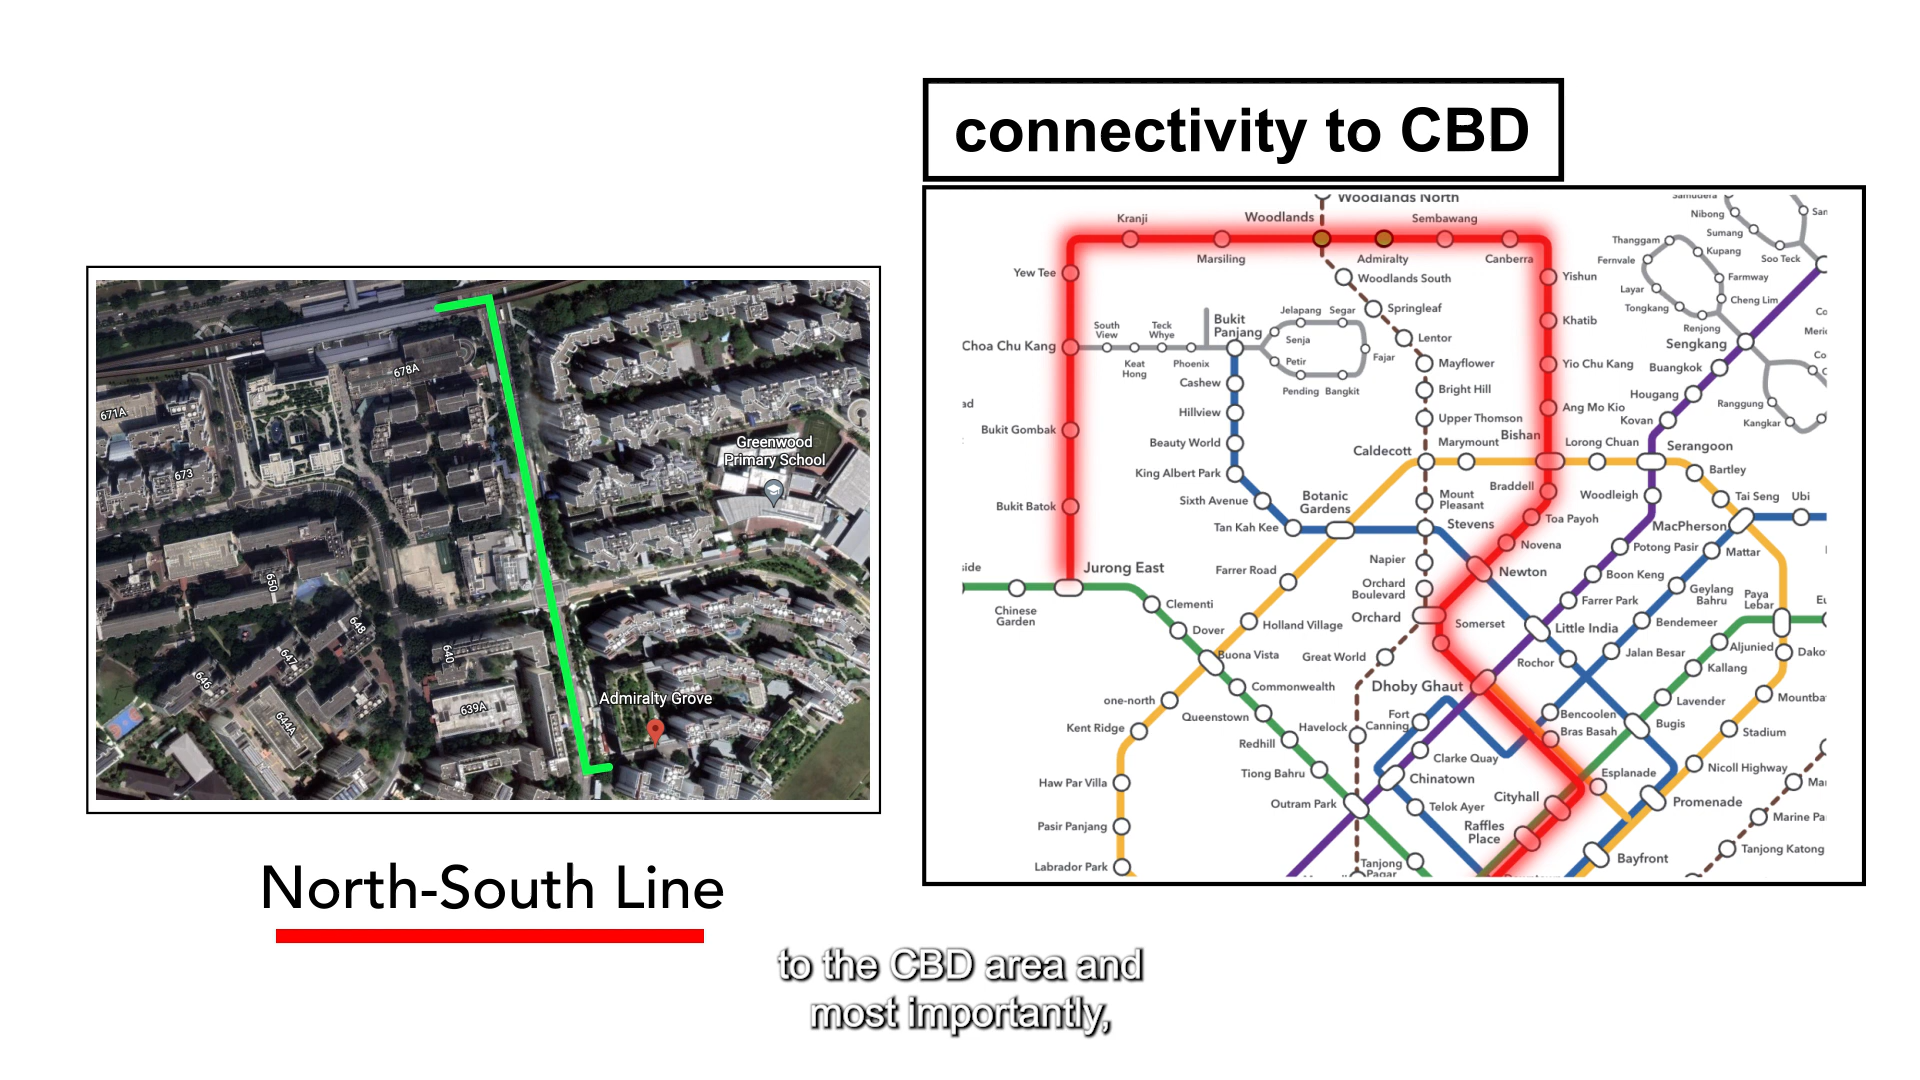 connectivity to CBD
Woodlands North
Kranji
Woodlands
Sembawang
Marsiling
Admiralty
Canberra
Yew Tee
Woodlands South
Yishun
Springleaf
Khatib
Lentor
Choa Chu Kang
South
View
Teck
Whye
Keat
Hong
Phoenix
Bukit
Panjang
Jelapang
Segar
Senja
Petir
Fajar
Pending
Bangkit
Mayflower
Yio Chu Kang
Cashew
Bright Hill
Hillview
Upper Thomson
Ang Mo Kio
Bukit Gombak
Beauty World
Caldecott
Marymount
Bishan
Lorong Chuan
Serangoon
King Albert Park
Bartley
Bukit Batok
Sixth Avenue
Botanic
Gardens
Mount
Pleasant
Braddell
Woodleigh
Tai Seng
Ubi
Tan Kah Kee
Stevens
Toa Payoh
MacPherson
Novena
Potong Pasir
Mattar
side
Jurong East
Farrer Road
Napier
Newton
Boon Keng
Chinese
Garden
Clementi
Orchard
Boulevard
Farrer Park
Geylang
Bahru
Paya
Lebar
Dover
Holland Village
Orchard
Somerset
Little India
Bendemeer
Buona Vista
Great World
Rochor
Jalan Besar
Aljunied
Dako
Commonwealth
Dhoby Ghaut
Kallang
one-north
Queenstown
Havelock
Fort
Canning
Bencoolen
Lavender
Mountba
Kent Ridge
Redhill
Bras Basah
Bugis
Stadium
Clarke Quay
Haw Par Villa
Tiong Bahru
Chinatown
Esplanade
Nicoll Highway
Mar
Outram Park
Telok Ayer
Cityhall
Promenade
Pasir Panjang
Raffles
Place
Marine Pa
Labrador Park
Tanjong
Pagar
Bayfront
Tanjong Katong
Samudera
Nibong
Sumang
Soo Teck
San
Thanggam
Kupang
Fernvale
Farmway
Layar
Cheng Lim
Tongkang
Renjong
Sengkang
Buangkok
Hougang
Kovan
Ranggung
Kangkar
ad
678A
671A
673
650
648
647
646
644A
640
639A
Greenwood
Primary School
Admiralty Grove
North-South Line
to the CBD area and
most importantly,